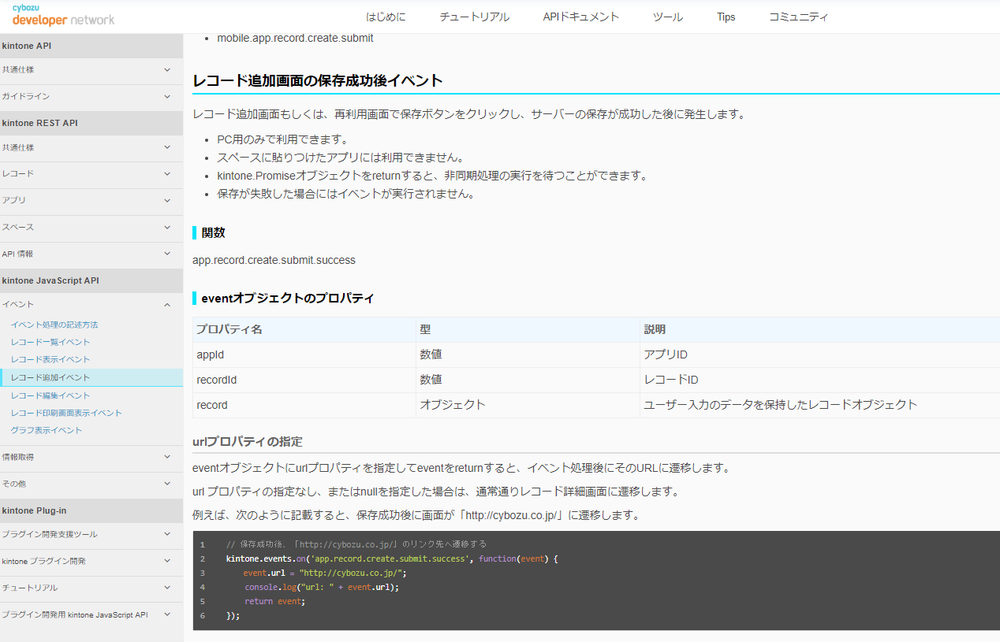 cybozu
developer network
はじめに チュートリアル APIドキュメント ツール Tips コミュニティ
kintone API
共通仕様
ガイドライン
kintone REST API
共通仕様
レコード
アプリ
スペース
API 情報
kintone JavaScript API
イベント
イベント処理の記述方法
レコード一覧イベント
レコード表示イベント
レコード追加イベント
レコード編集イベント
レコード印刷画面表示イベント
グラフ表示イベント
情報取得
その他
kintone Plug-in
プラグイン開発支援ツール
kintone プラグイン開発
チュートリアル
プラグイン開発用 kintone JavaScript API
• mobile.app.record.create.submit
レコード追加画面の保存成功後イベント
レコード追加画面もしくは、再利用画面で保存ボタンをクリックし、サーバーの保存が成功した後に発生します。
• PC用のみで利用できます。
• スペースに貼りつけたアプリには利用できません。
• kintone.Promiseオブジェクトをreturnすると、非同期処理の実行を待つことができます。
• 保存が失敗した場合にはイベントが実行されません。
関数
app.record.create.submit.success
eventオブジェクトのプロパティ
プロパティ名 型 説明
appId 数値 アプリID
recordId 数値 レコードID
record オブジェクト ユーザー入力のデータを保持したレコードオブジェクト
urlプロパティの指定
eventオブジェクトにurlプロパティを指定してeventをreturnすると、イベント処理後にそのURLに遷移します。
url プロパティの指定なし、またはnullを指定した場合は、通常通りレコード詳細画面に遷移します。
例えば、次のように記載すると、保存成功後に画面が「http://cybozu.co.jp/」に遷移します。
1 // 保存成功後、「http://cybozu.co.jp/」のリンク先へ遷移する
2 kintone.events.on('app.record.create.submit.success', function(event) {
3 event.url = "http://cybozu.co.jp/";
4 console.log("url: " + event.url);
5 return event;
6 });